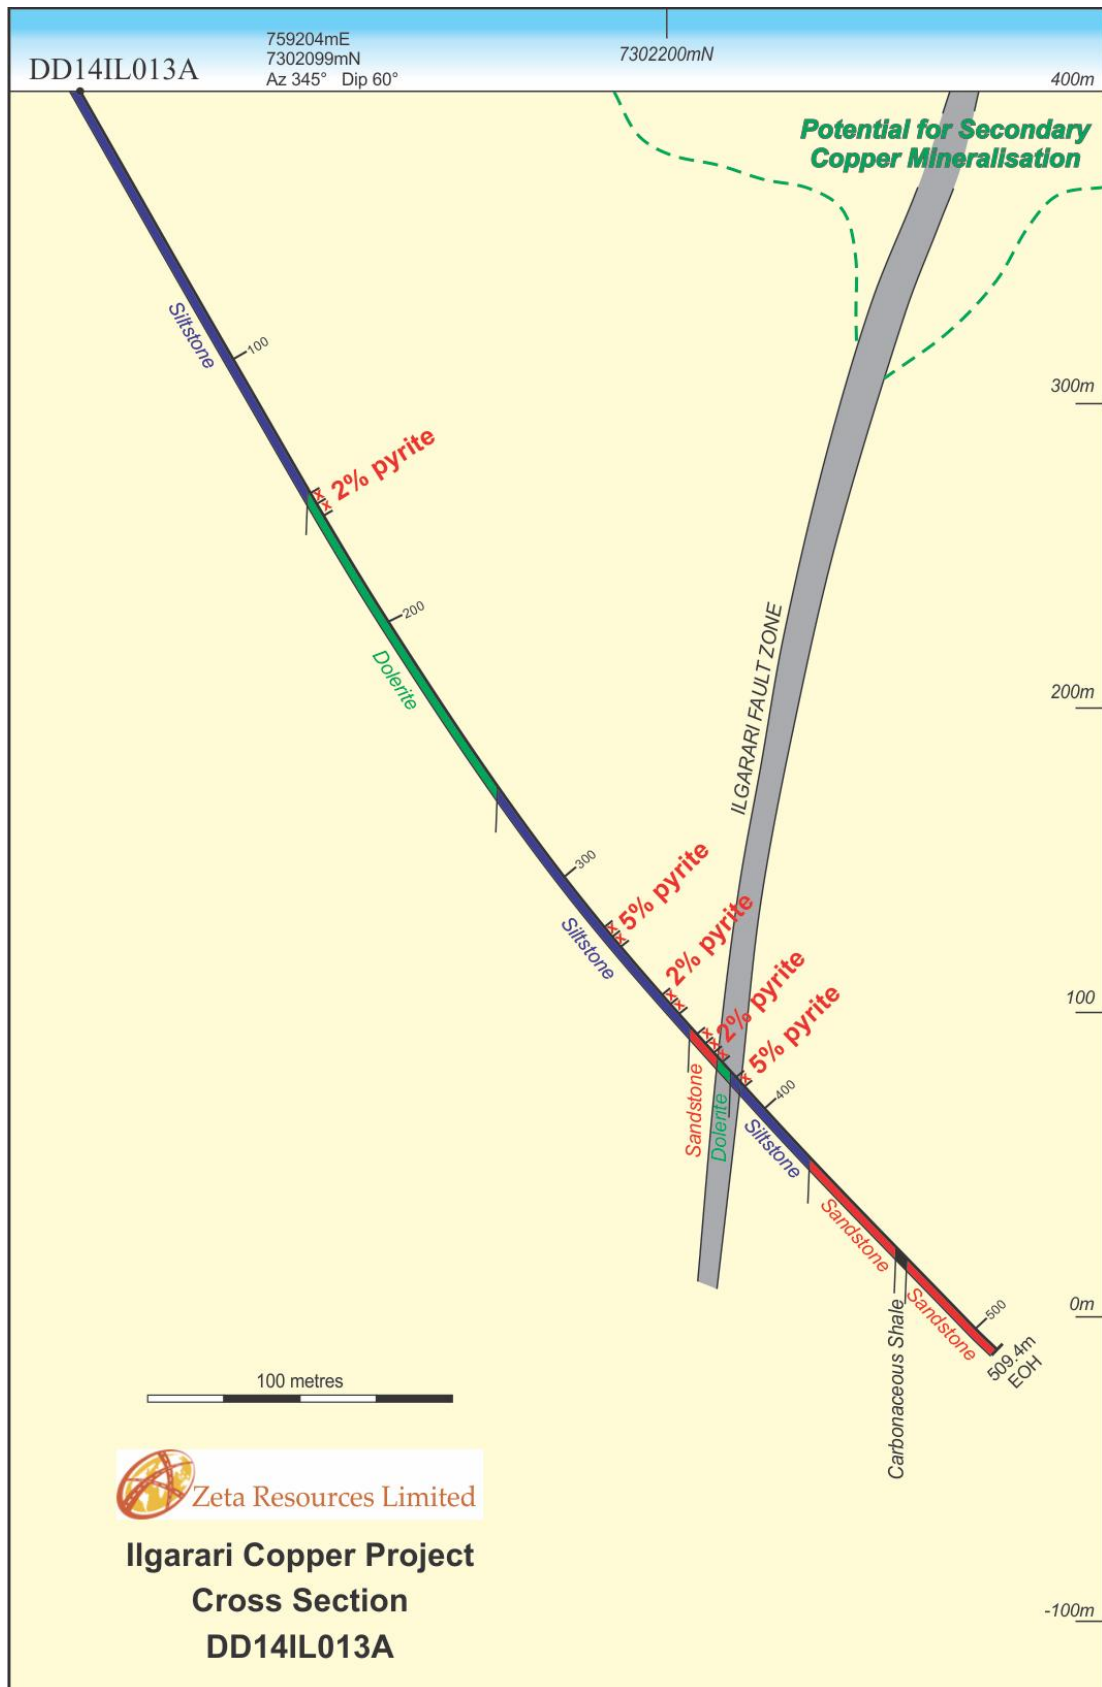 759204mE
7302099mN
Az 345° Dip 60°
7302200mN
DD14IL013A
400m
Potential for Secondary
Copper Mineralisation
Siltstone
100
300m
2% pyrite
200
Dolerite
ILGARARI FAULT ZONE
200m
300
5% pyrite
Siltstone
2% pyrite
2% pyrite
5% pyrite
100
Sandstone
Dolerite
400
Siltstone
Sandstone
Carbonaceous Shale
Sandstone
500
0m
509.4m
EOH
100 metres
Zeta Resources Limited
Ilgarari Copper Project
Cross Section
DD14IL013A
-100m